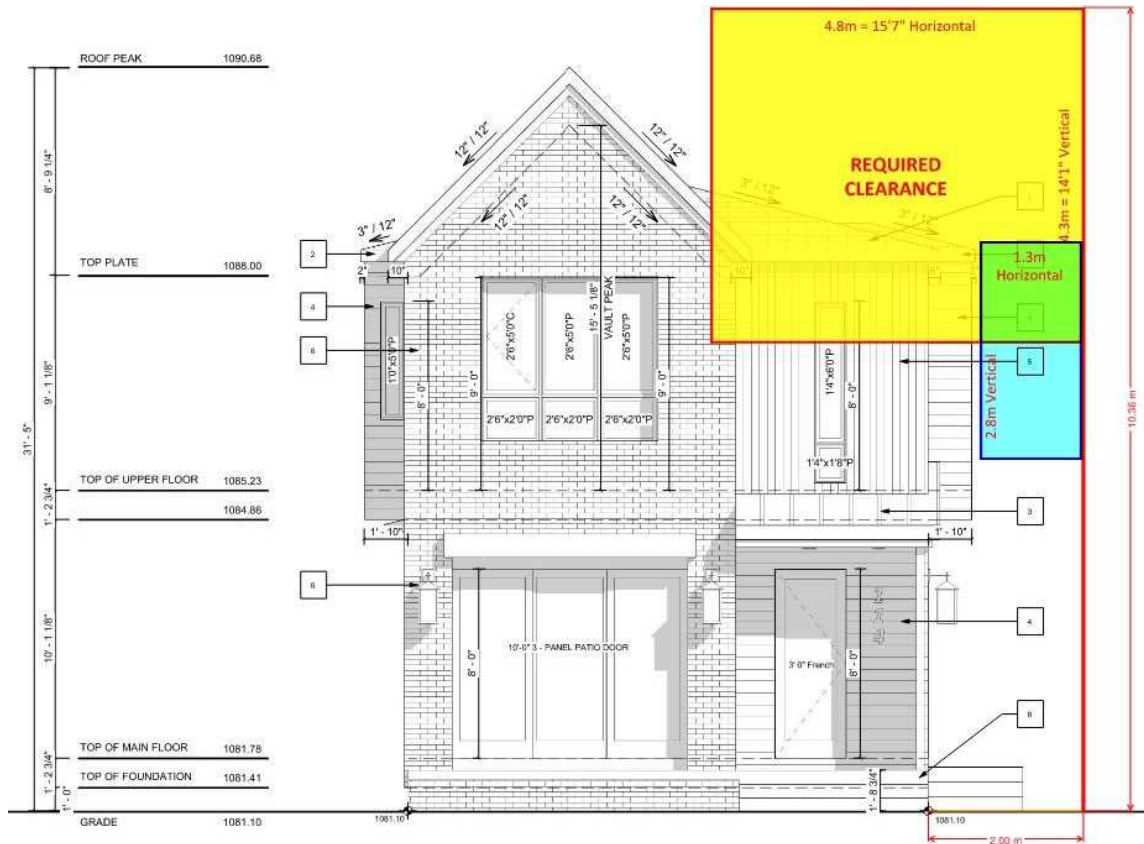 4.8m = 15'7" Horizontal
ROOF PEAK 1090.68
12" / 12"
12" / 12"
REQUIRED
CLEARANCE
4.3m = 14'1" Vertical
8' - 9 1/4"
12" / 12"
12" / 12"
3" / 12"
3" / 12"
1
3" / 12"
2
TOP PLATE 1088.00
2"
10"
10"
1.3m
Horizontal
4
15' - 5 1/8"
VAULT PEAK
2'6"x5'0"C
2'6"x5'0"P
2'6"x5'0"P
1'0"x5'0"P
1'4"x6'0"P
6
5
9' - 1 1/8"
8' - 0"
9' - 0"
9' - 0"
8' - 0"
2.8m Vertical
10.36 m
31' - 5"
2'6"x2'0"P
2'6"x2'0"P
2'6"x2'0"P
1'4"x1'8"P
TOP OF UPPER FLOOR 1085.23
1' - 2 3/4"
1084.86
3
1' - 10"
1' - 10"
6
4
10' - 1 1/8"
8' - 0"
10'-0" 3 - PANEL PATIO DOOR
3' 0" French
8' - 0"
8
TOP OF MAIN FLOOR 1081.78
1' - 2 3/4"
TOP OF FOUNDATION 1081.41
1' - 0"
1' - 8 3/4"
GRADE 1081.10
1081.10
1081.10
2.00 m